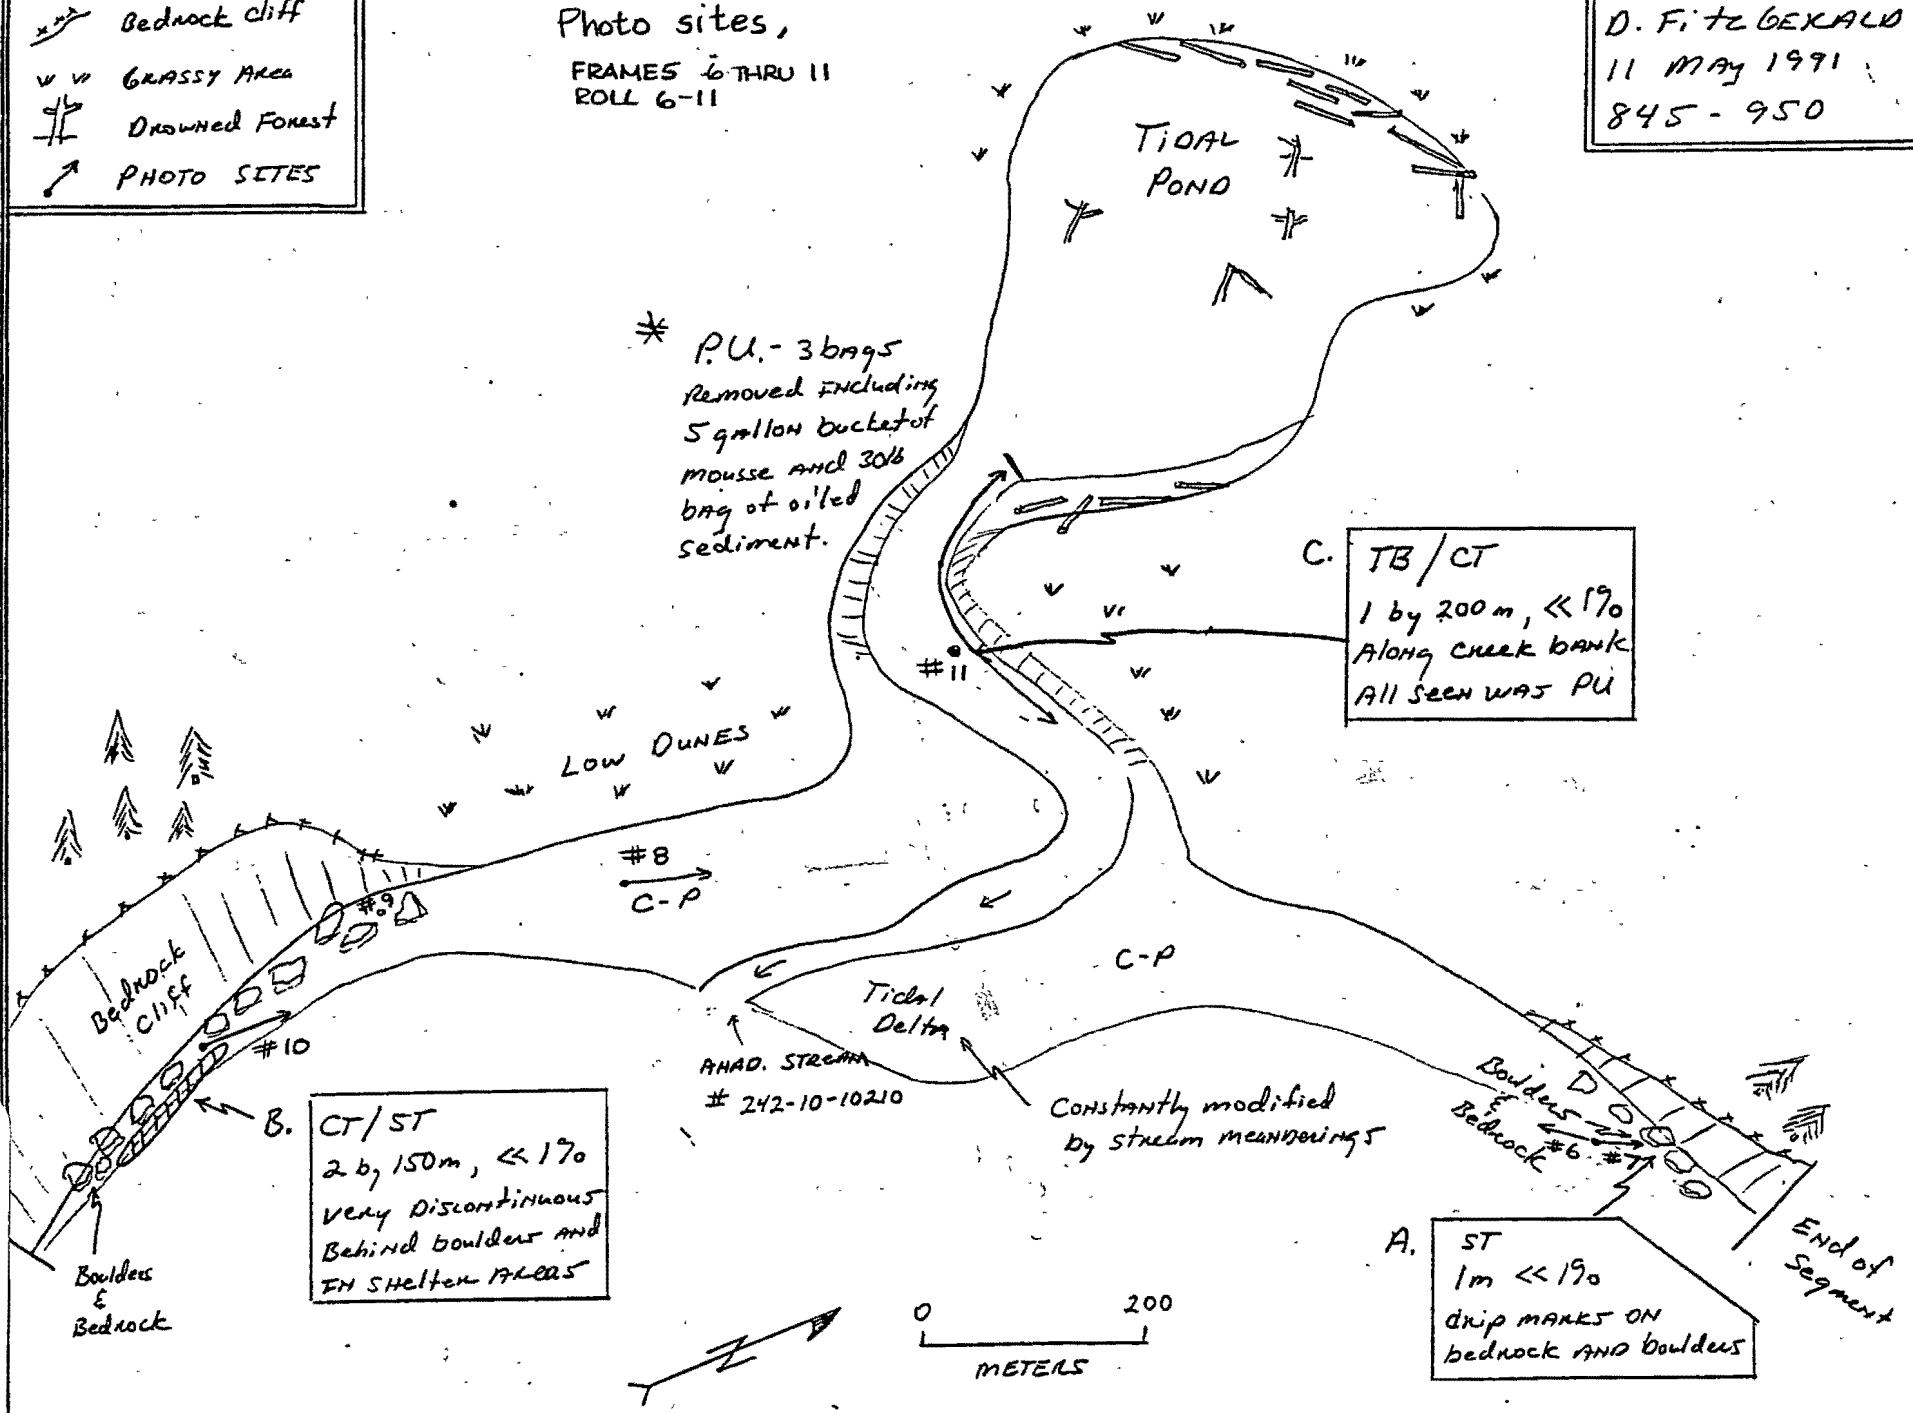 Bedrock cliff
GRASSY AREA
Drowned Forest
PHOTO SITES
Photo sites,
FRAMES 6 THRU 11
ROLL 6-11
D. FitzGERALD
11 MAY 1991
845 - 950
TIDAL
POND
* P.U. - 3 bags
Removed Including
5 gallon bucket of
mousse and 30lb
bag of oiled
sediment.
C.
TB / CT
1 by 200 m, << 1%
Along creek bank
All seen was PU
#11
LOW DUNES
#8
C-P
#9
Bedrock
Cliff
#10
C-P
Tidal
Delta
ANAD. STREAM
# 242-10-10210
Constantly modified
by stream meanderings
Boulders
&
Bedrock
#6 #7
B.
CT/ST
2 by 150m, << 1%
very Discontinuous
Behind boulders and
In Shelter Areas
Boulders
&
Bedrock
A.
ST
1m << 1%
drip marks on
bedrock and boulders
End of
Segment
0 200
METERS